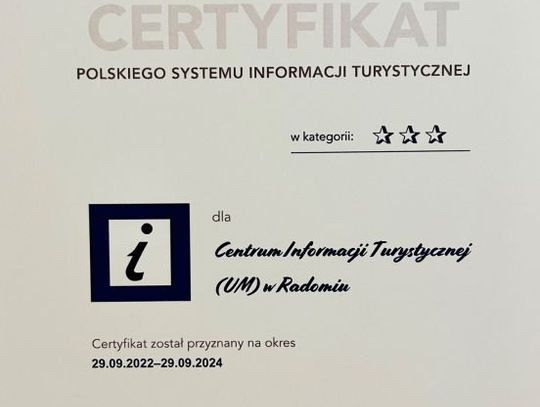 CERTYFIKAT
POLSKIEGO SYSTEMU INFORMACJI TURYSTYCZNEJ
w kategorii:
i
dla
Centrum Informacji Turystycznej
(UM) w Radomiu
Certyfikat został przyznany na okres
29.09.2022–29.09.2024